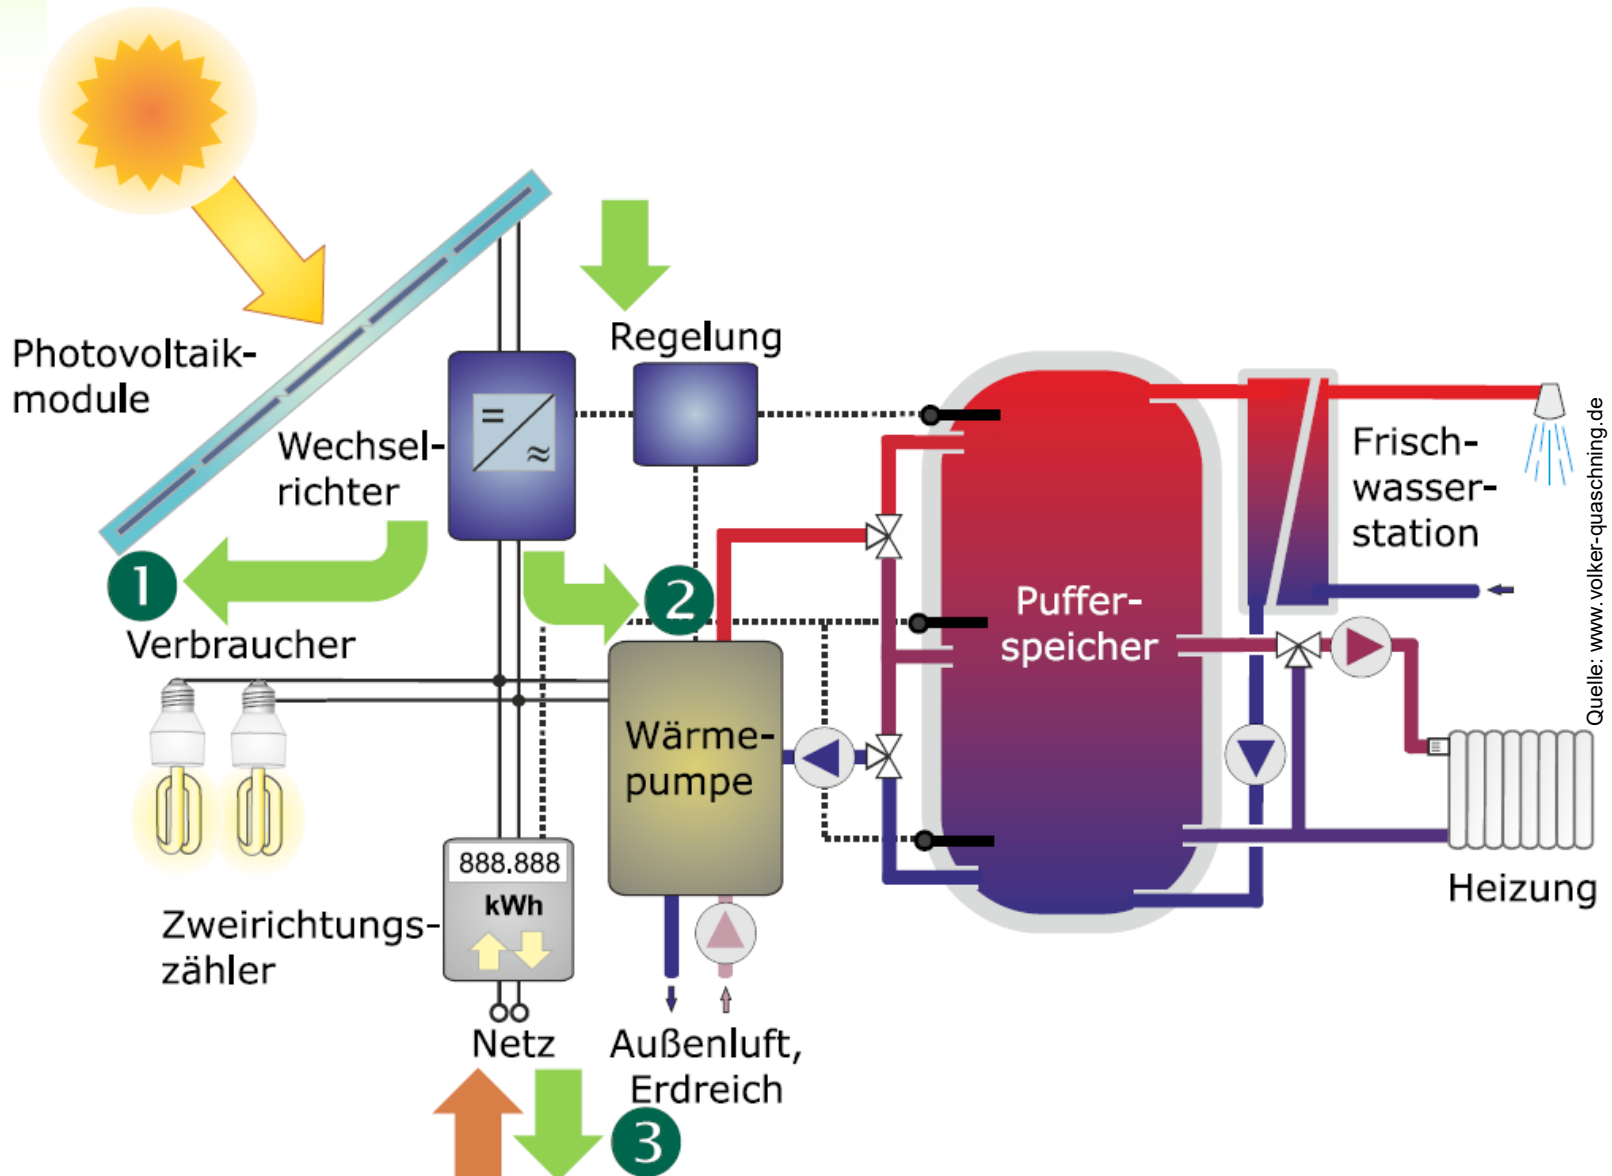 Regelung
Photovoltaik-
module
Wechsel-
richter
=
≈
Frisch-
wasser-
station
Quelle: www.volker-quaschning.de
1
2
Verbraucher
Puffer-
speicher
Wärme-
pumpe
888.888
kWh
Zweirichtungs-
zähler
Heizung
Netz
Außenluft,
Erdreich
3